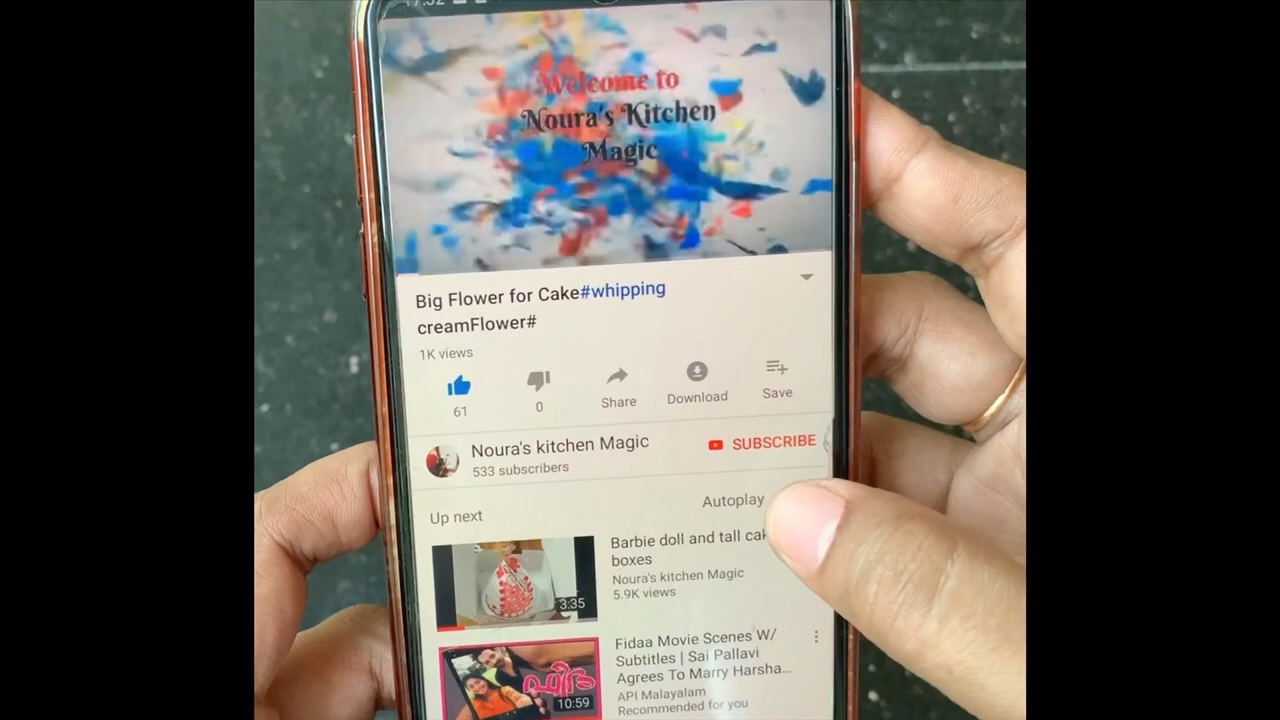 17:32
Welcome to
Noura's Kitchen
Magic
Big Flower for Cake#whipping
creamFlower#
1K views
61
0
Share
Download
Save
Noura's kitchen Magic
533 subscribers
SUBSCRIBE
Up next
Autoplay
Barbie doll and tall
boxes
Noura's kitchen Magic
5.9K views
3:35
Fidaa Movie Scenes W/
Subtitles | Sai Pallavi
Agrees To Marry Harsha...
API Malayalam
Recommended for you
ഫിദ
10:59